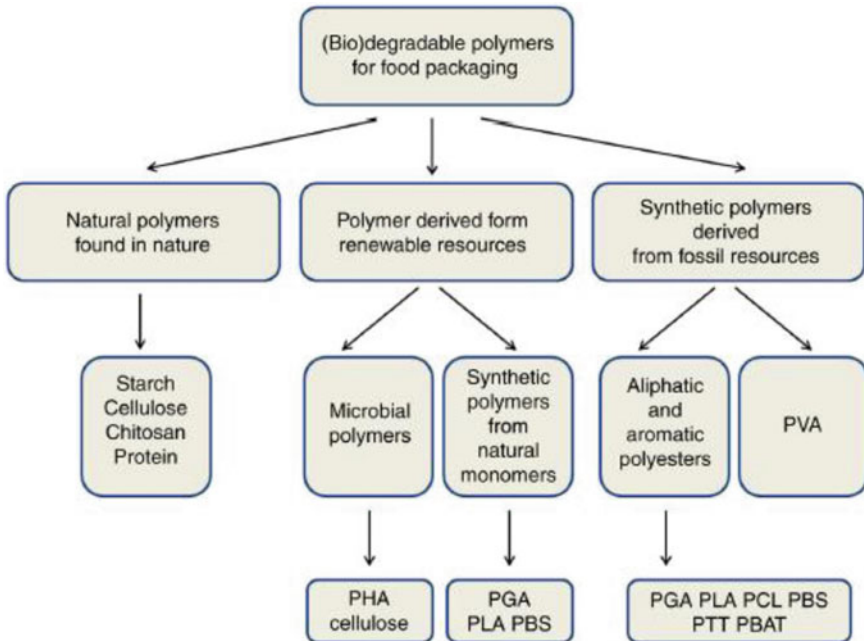 (Bio)degradable polymers
for food packaging
Natural polymers
found in nature
Polymer derived form
renewable resources
Synthetic polymers
derived
from fossil resources
Starch
Cellulose
Chitosan
Protein
Microbial
polymers
Synthetic
polymers
from
natural
monomers
Aliphatic
and
aromatic
polyesters
PVA
PHA
cellulose
PGA
PLA PBS
PGA PLA PCL PBS
PTT PBAT